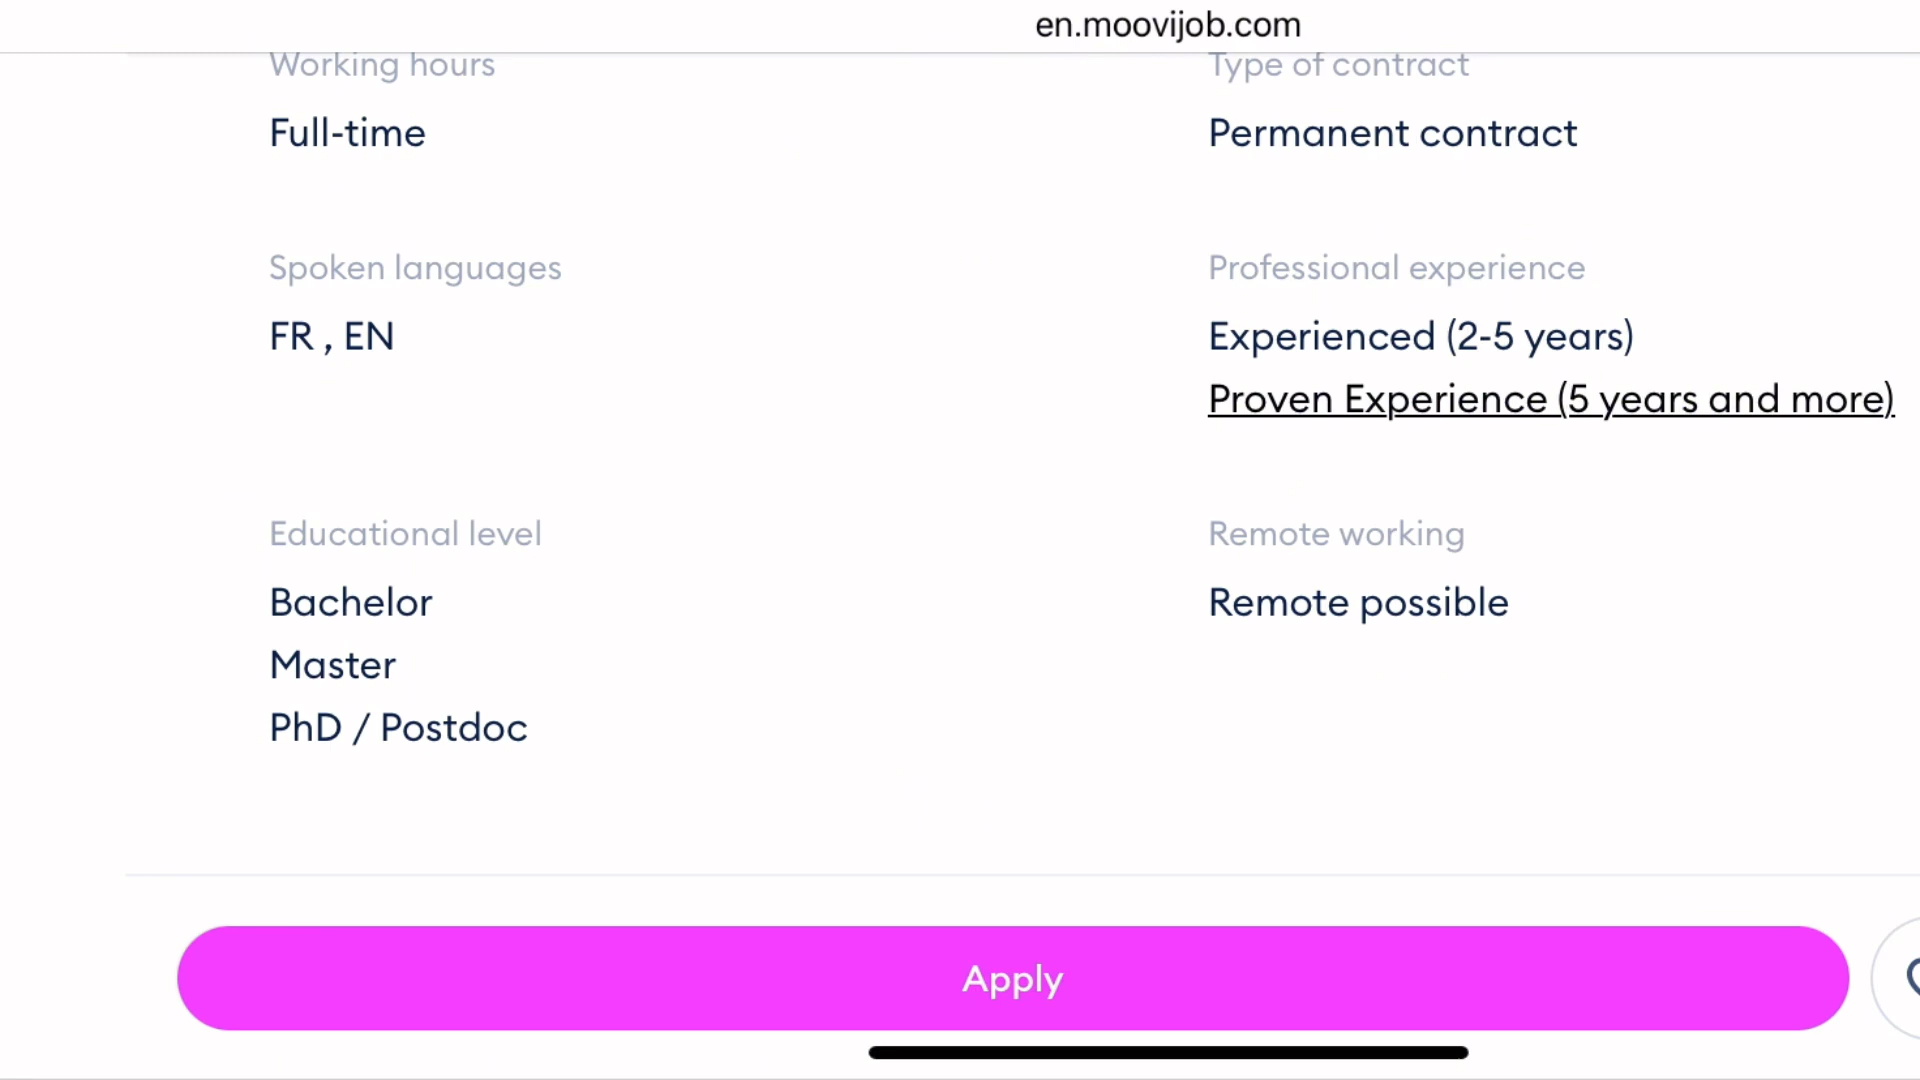 en.moovijob.com
Working hours
Type of contract
Full-time
Permanent contract
Spoken languages
Professional experience
FR , EN
Experienced (2-5 years)
Proven Experience (5 years and more)
Educational level
Remote working
Bachelor
Remote possible
Master
PhD / Postdoc
Apply